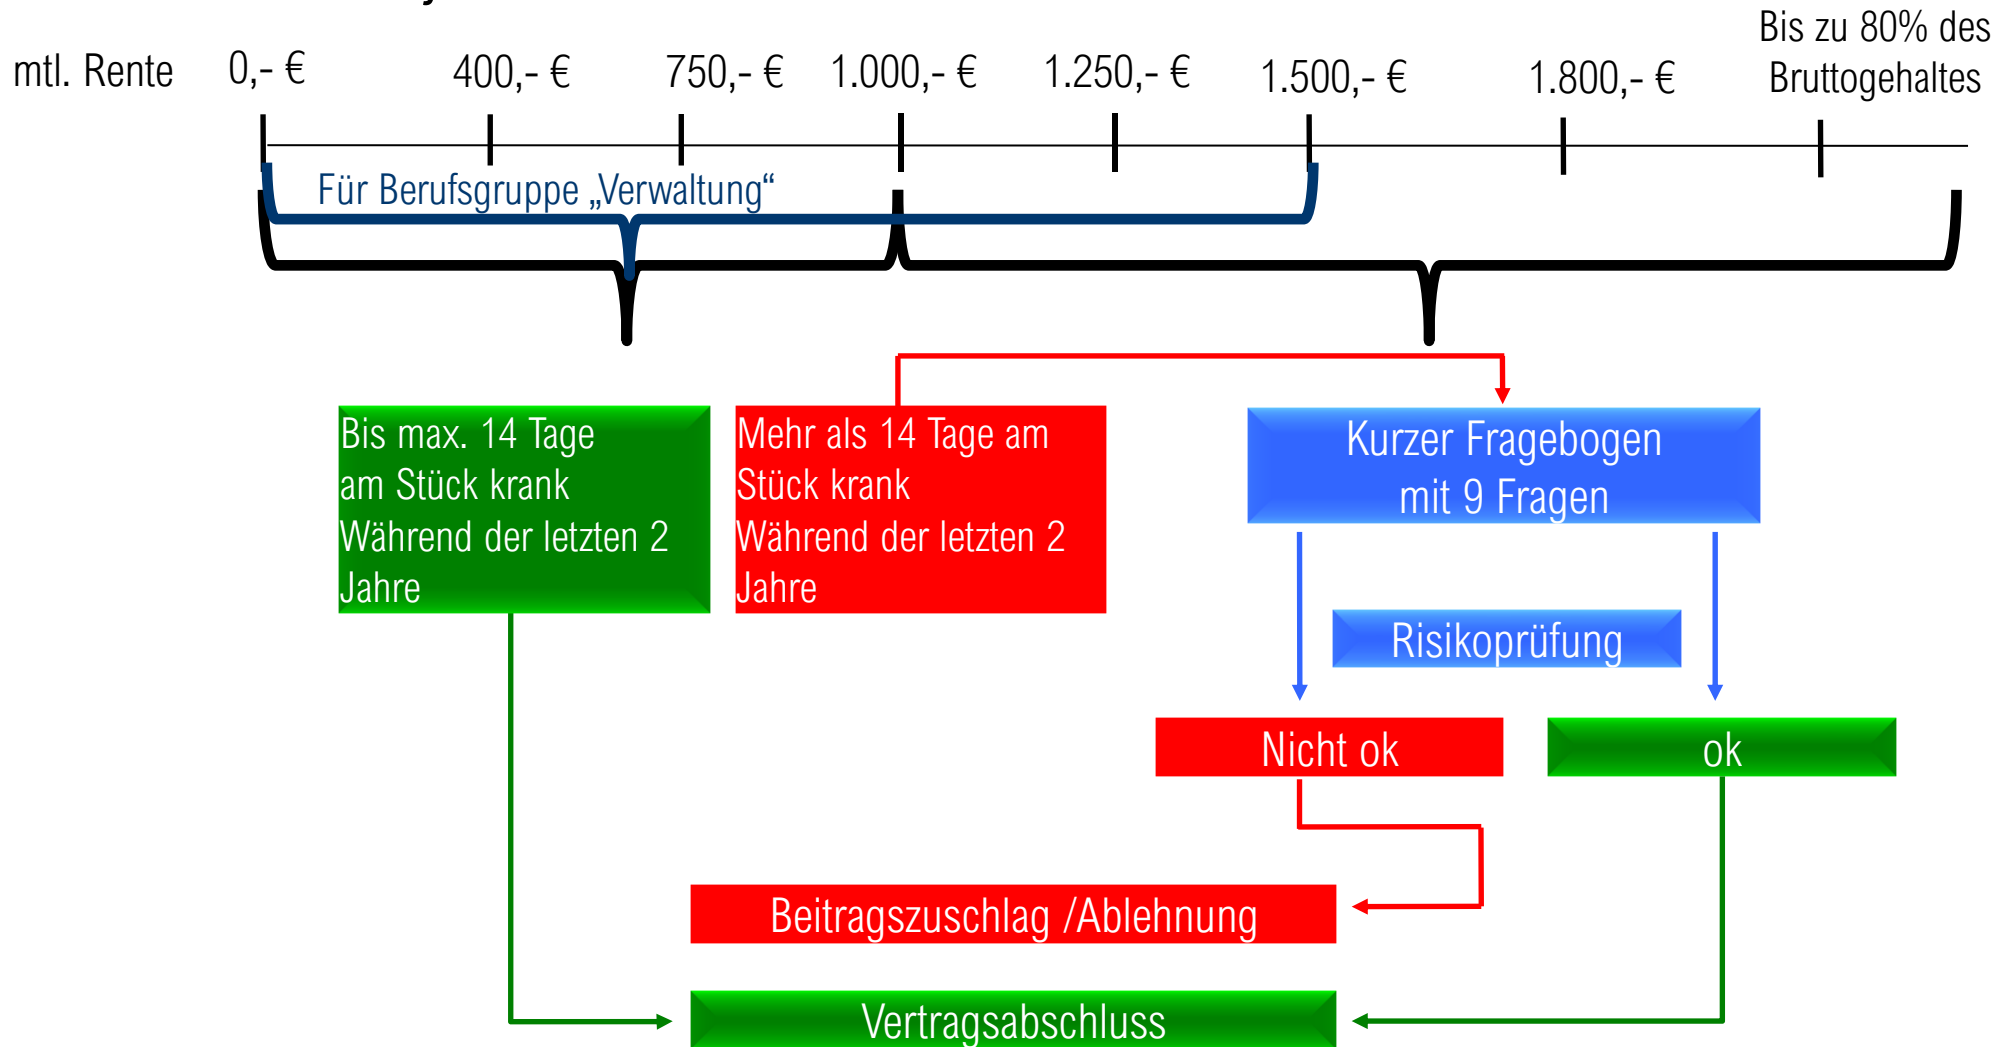 Bis zu 80% des
Bruttogehaltes
mtl. Rente 0,- € 400,- € 750,- € 1.000,- € 1.250,- € 1.500,- € 1.800,- €
Für Berufsgruppe „Verwaltung“
Bis max. 14 Tage
am Stück krank
Während der letzten 2
Jahre
Mehr als 14 Tage am
Stück krank
Während der letzten 2
Jahre
Kurzer Fragebogen
mit 9 Fragen
Risikoprüfung
Nicht ok
ok
Beitragszuschlag /Ablehnung
Vertragsabschluss